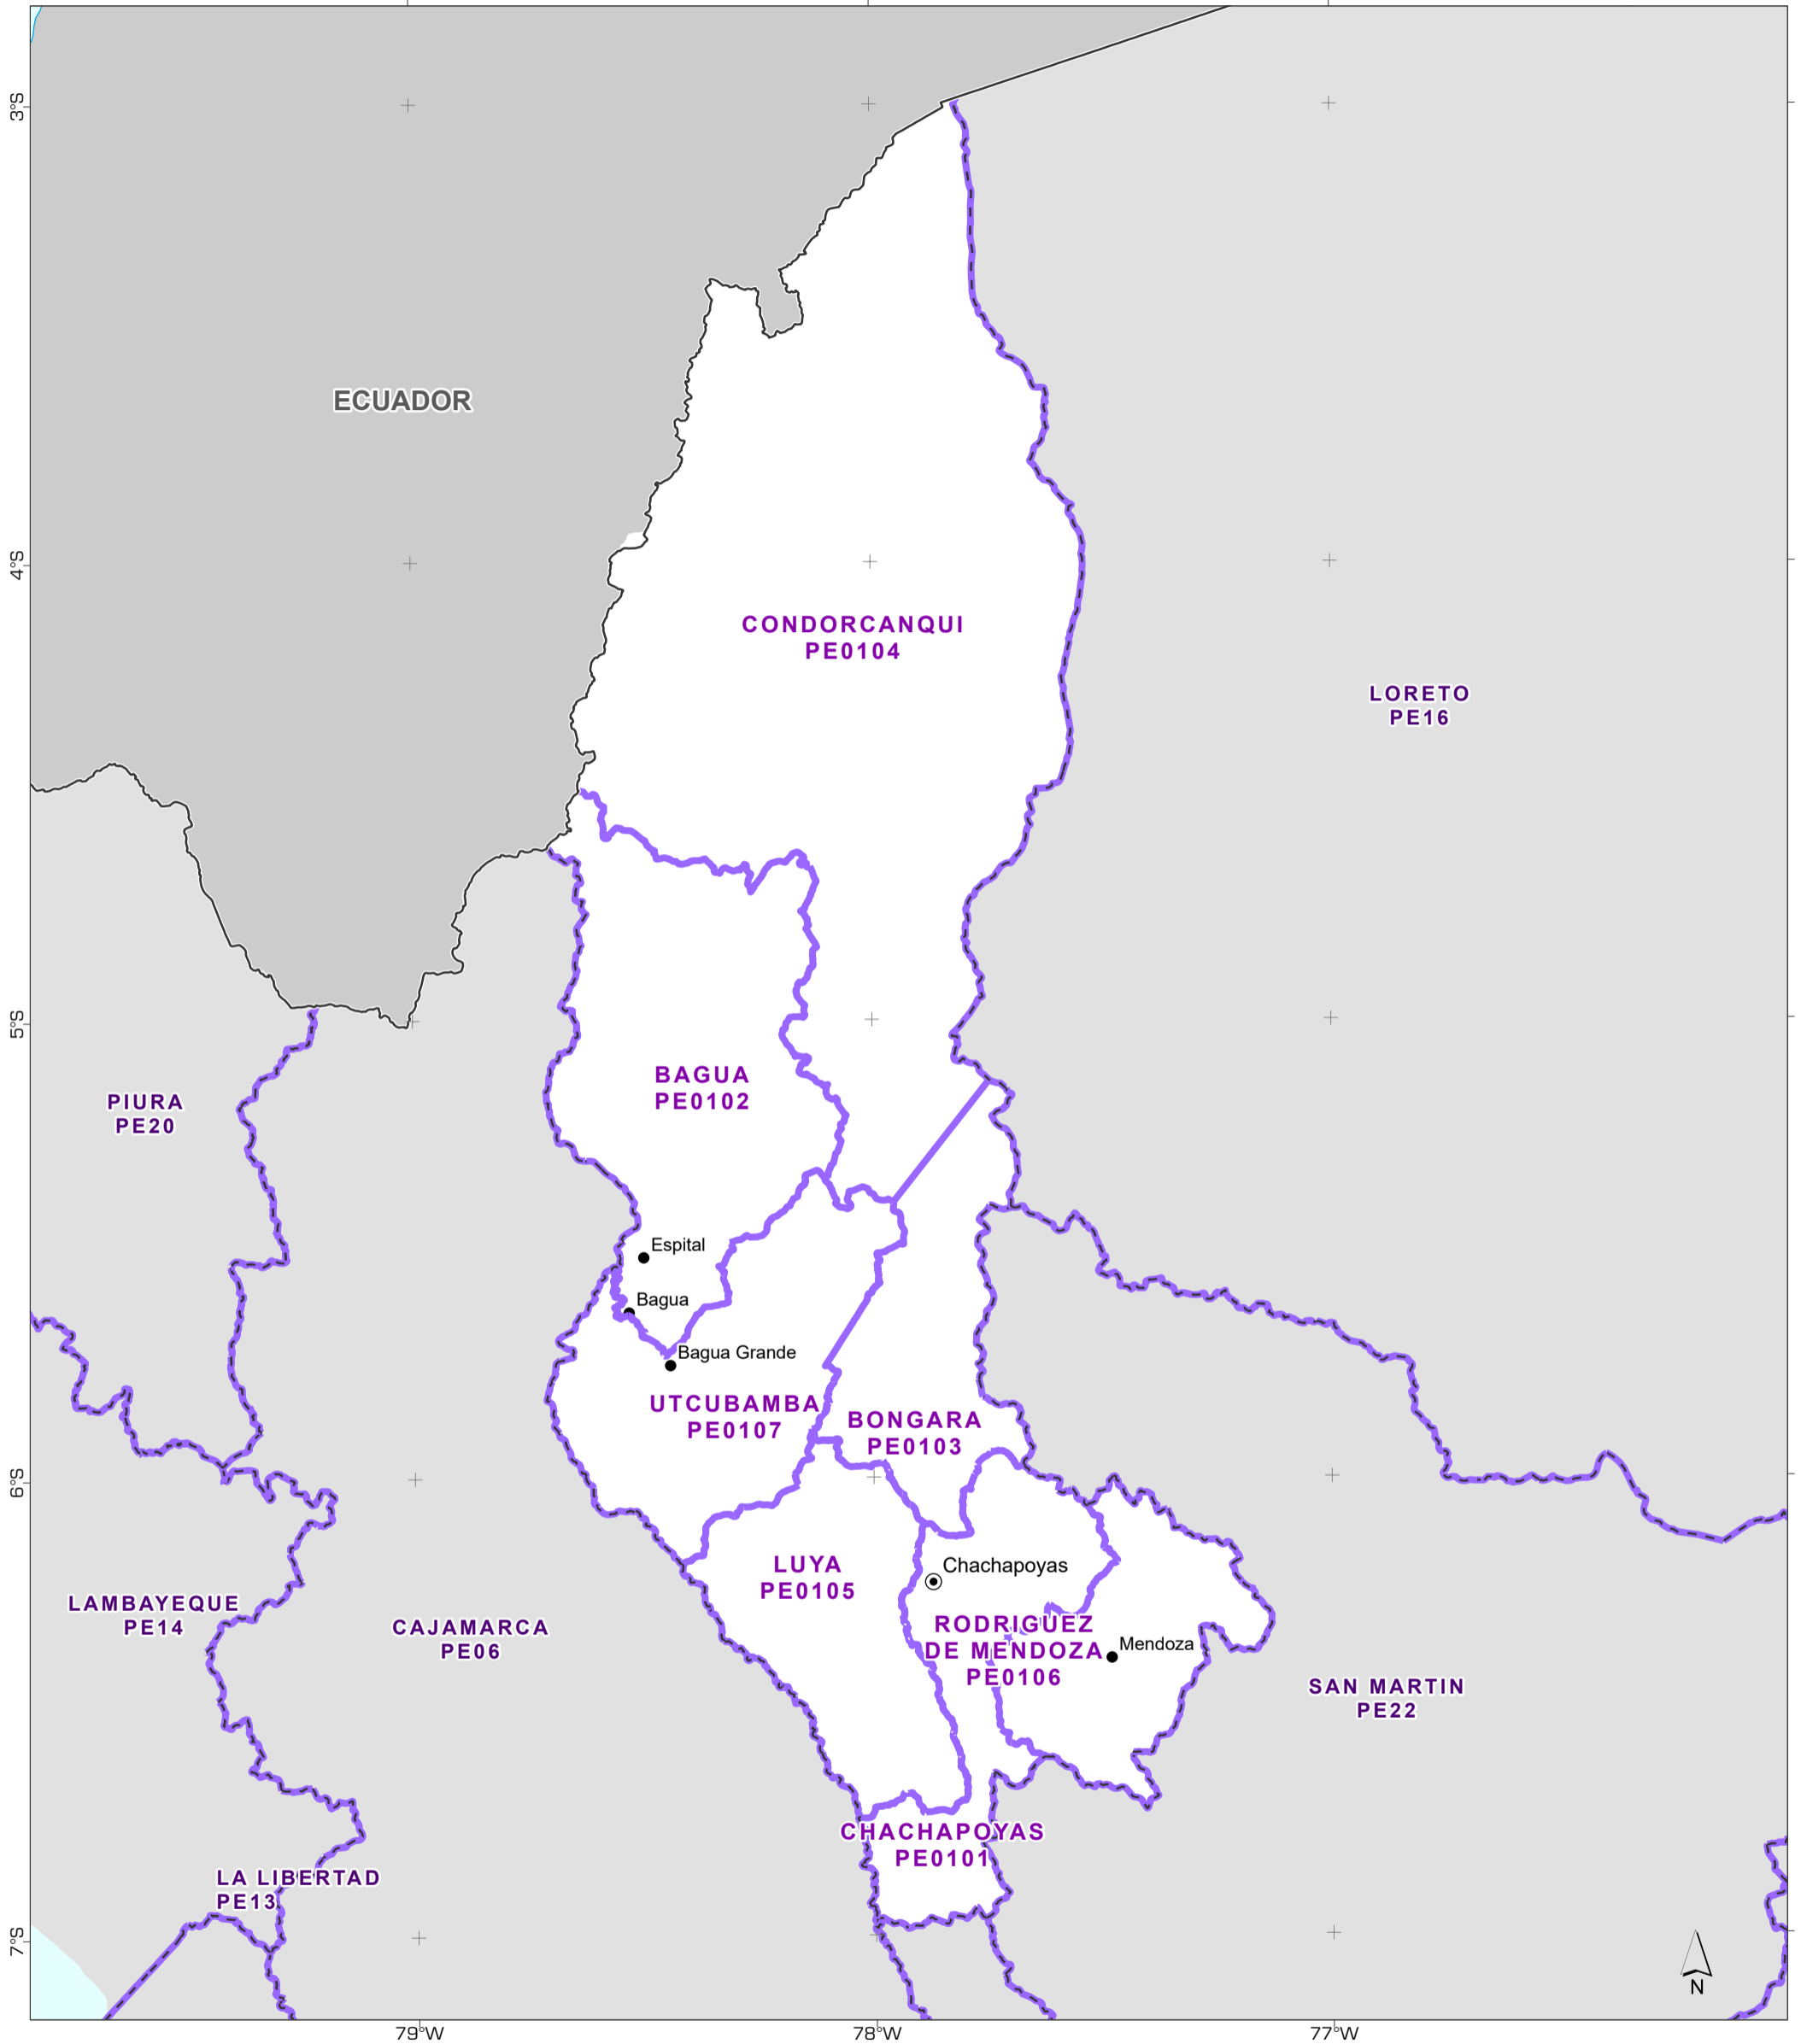 3°S
ECUADOR
4°S
CONDORCANQUI
PE0104
LORETO
PE16
5°S
BAGUA
PE0102
PIURA
PE20
Espital
Bagua
Bagua Grande
UTCUBAMBA
PE0107
BONGARA
PE0103
6°S
LUYA
PE0105
Chachapoyas
LAMBAYEQUE
PE14
CAJAMARCA
PE06
RODRIGUEZ
DE MENDOZA
PE0106
Mendoza
SAN MARTIN
PE22
CHACHAPOYAS
PE0101
LA LIBERTAD
PE13
7°S
N
79°W
78°W
77°W